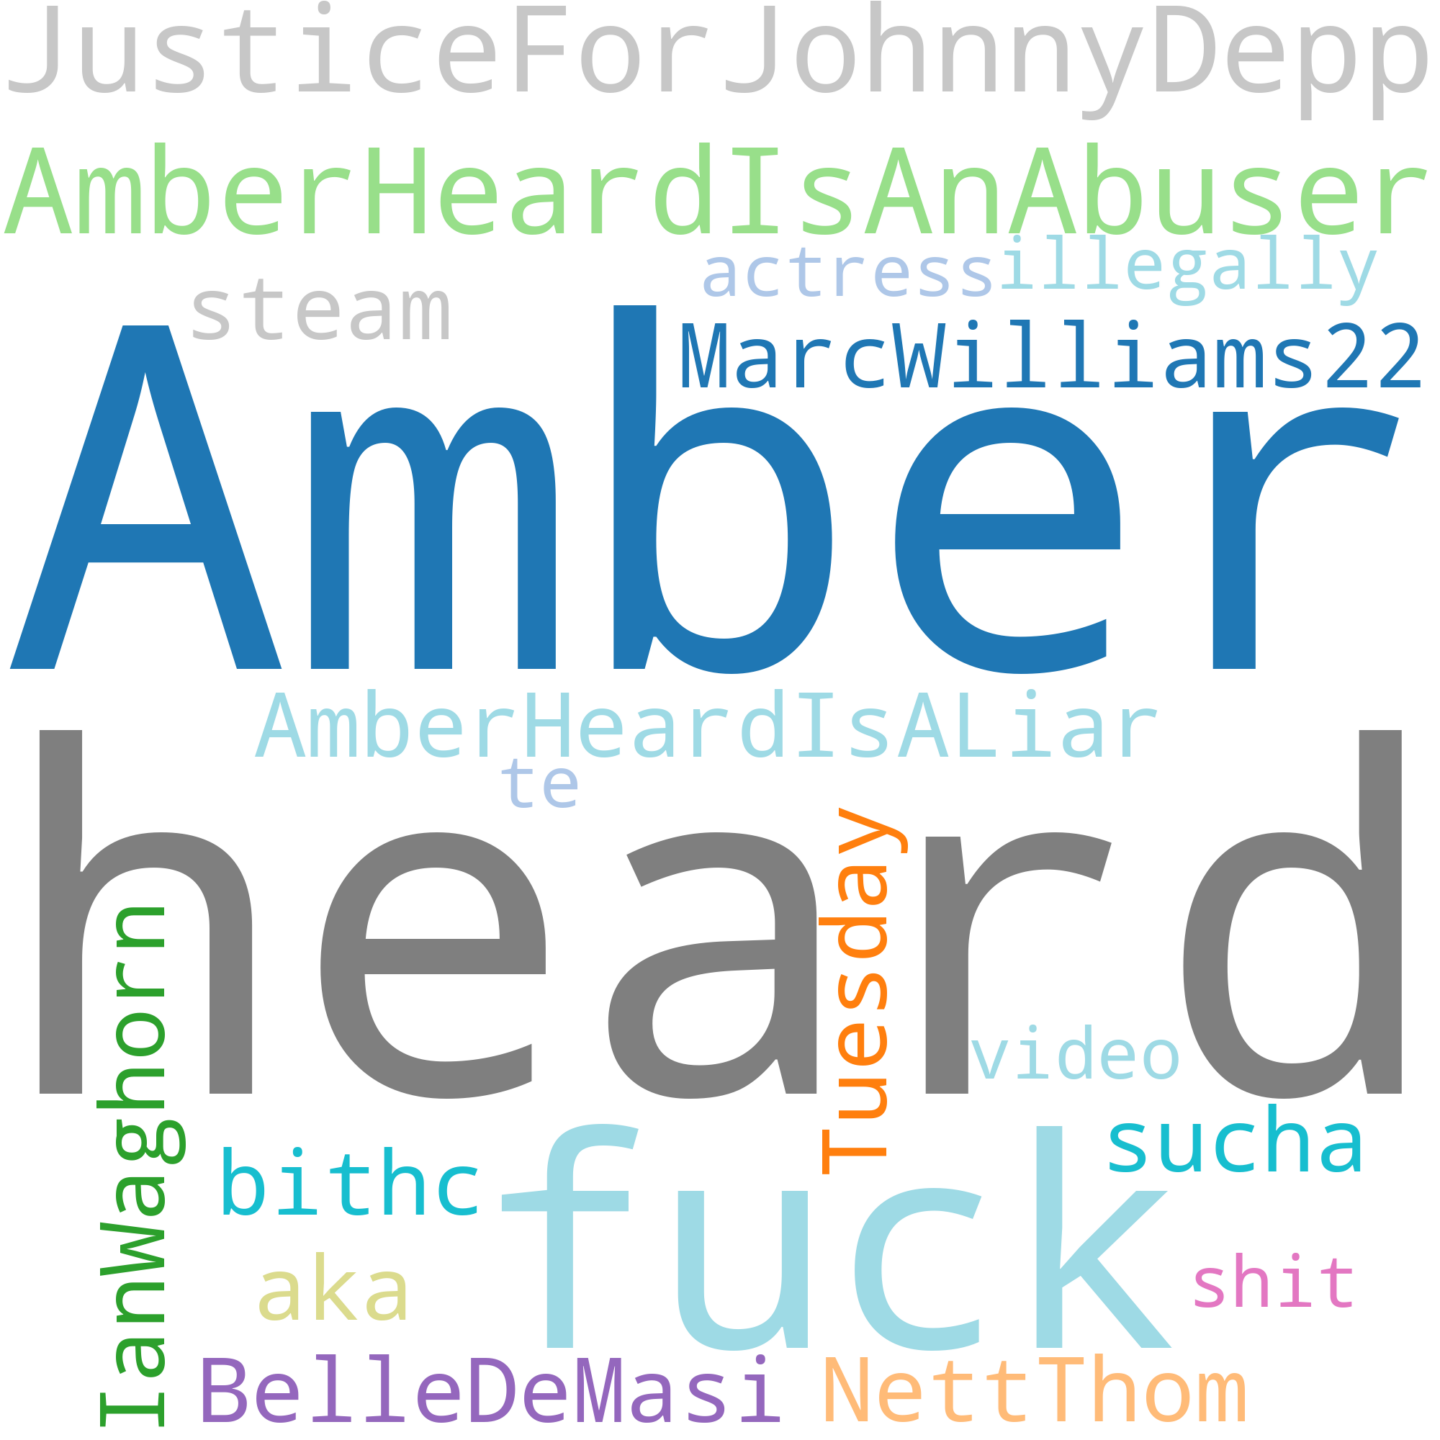 JusticeForJohnnyDepp
AmberHeardIsAnAbuser
actress
illegally
steam
MarcWilliams22
Amber
AmberHeardIsALiar
te
heard
Tuesday
IanWaghorn
video
sucha
bithc
fuck
aka
shit
BelleDeMasi
NettThom